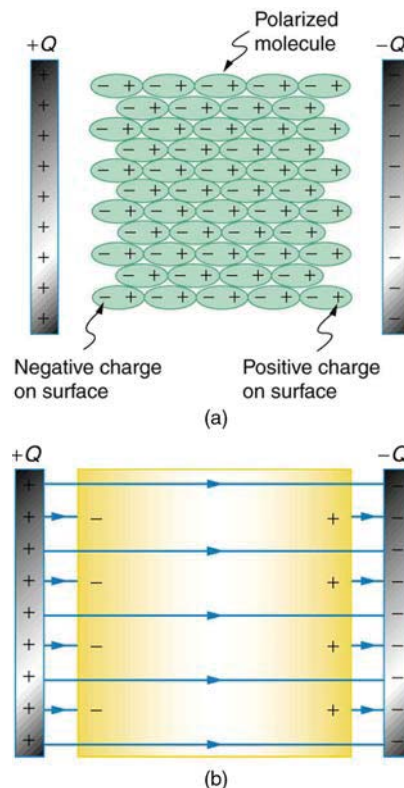 Polarized
molecule
+Q
−Q
+ + + + + + + + +
− − − − − − − − −
− + − + − + − + − +
− + − + − + − +
− + − + − + − + − +
− + − + − + − +
− + − + − + − + − +
− + − + − + − +
− + − + − + − + − +
− + − + − + − +
− + − + − + − + − +
− + − + − + − +
− + − + − + − + − +
Negative charge
on surface
Positive charge
on surface
(a)
+Q
−Q
+ + + + + + + + +
− − − − − − − − −
− +
− +
− +
− +
(b)